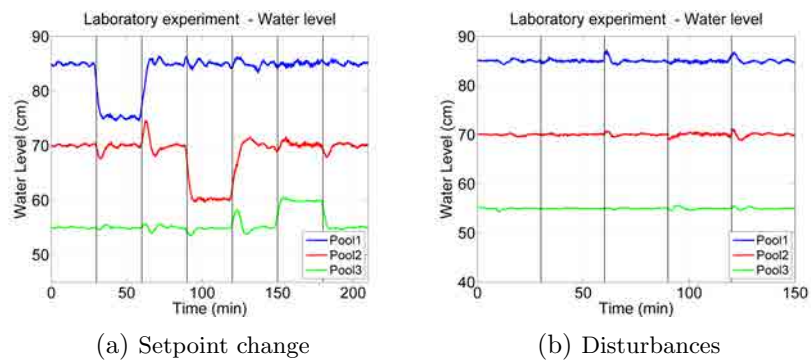 Laboratory experiment - Water level
90
80
70
60
50
Water Level (cm)
Pool1
Pool2
Pool3
0
50
100
150
200
Time (min)
(a) Setpoint change
Laboratory experiment - Water level
90
80
70
60
50
40
Water Level (cm)
Pool1
Pool2
Pool3
0
50
100
150
Time (min)
(b) Disturbances